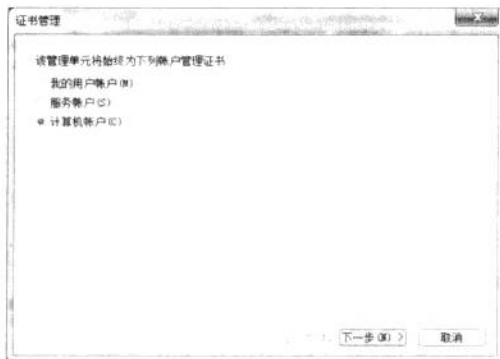 证书管理
该管理单元将始终为下列帐户管理证书
我的用户帐户(M)
服务帐户(S)
计算机帐户(C)
下一步(N) >
取消